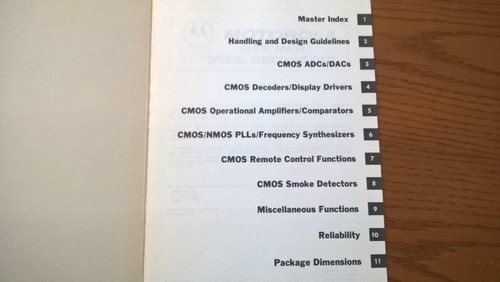 Master Index 1
Handling and Design Guidelines 2
CMOS ADCs/DACs 3
CMOS Decoders/Display Drivers 4
CMOS Operational Amplifiers/Comparators 5
CMOS/NMOS PLLs/Frequency Synthesizers 6
CMOS Remote Control Functions 7
CMOS Smoke Detectors 8
Miscellaneous Functions 9
Reliability 10
Package Dimensions 11
MOTOROLA